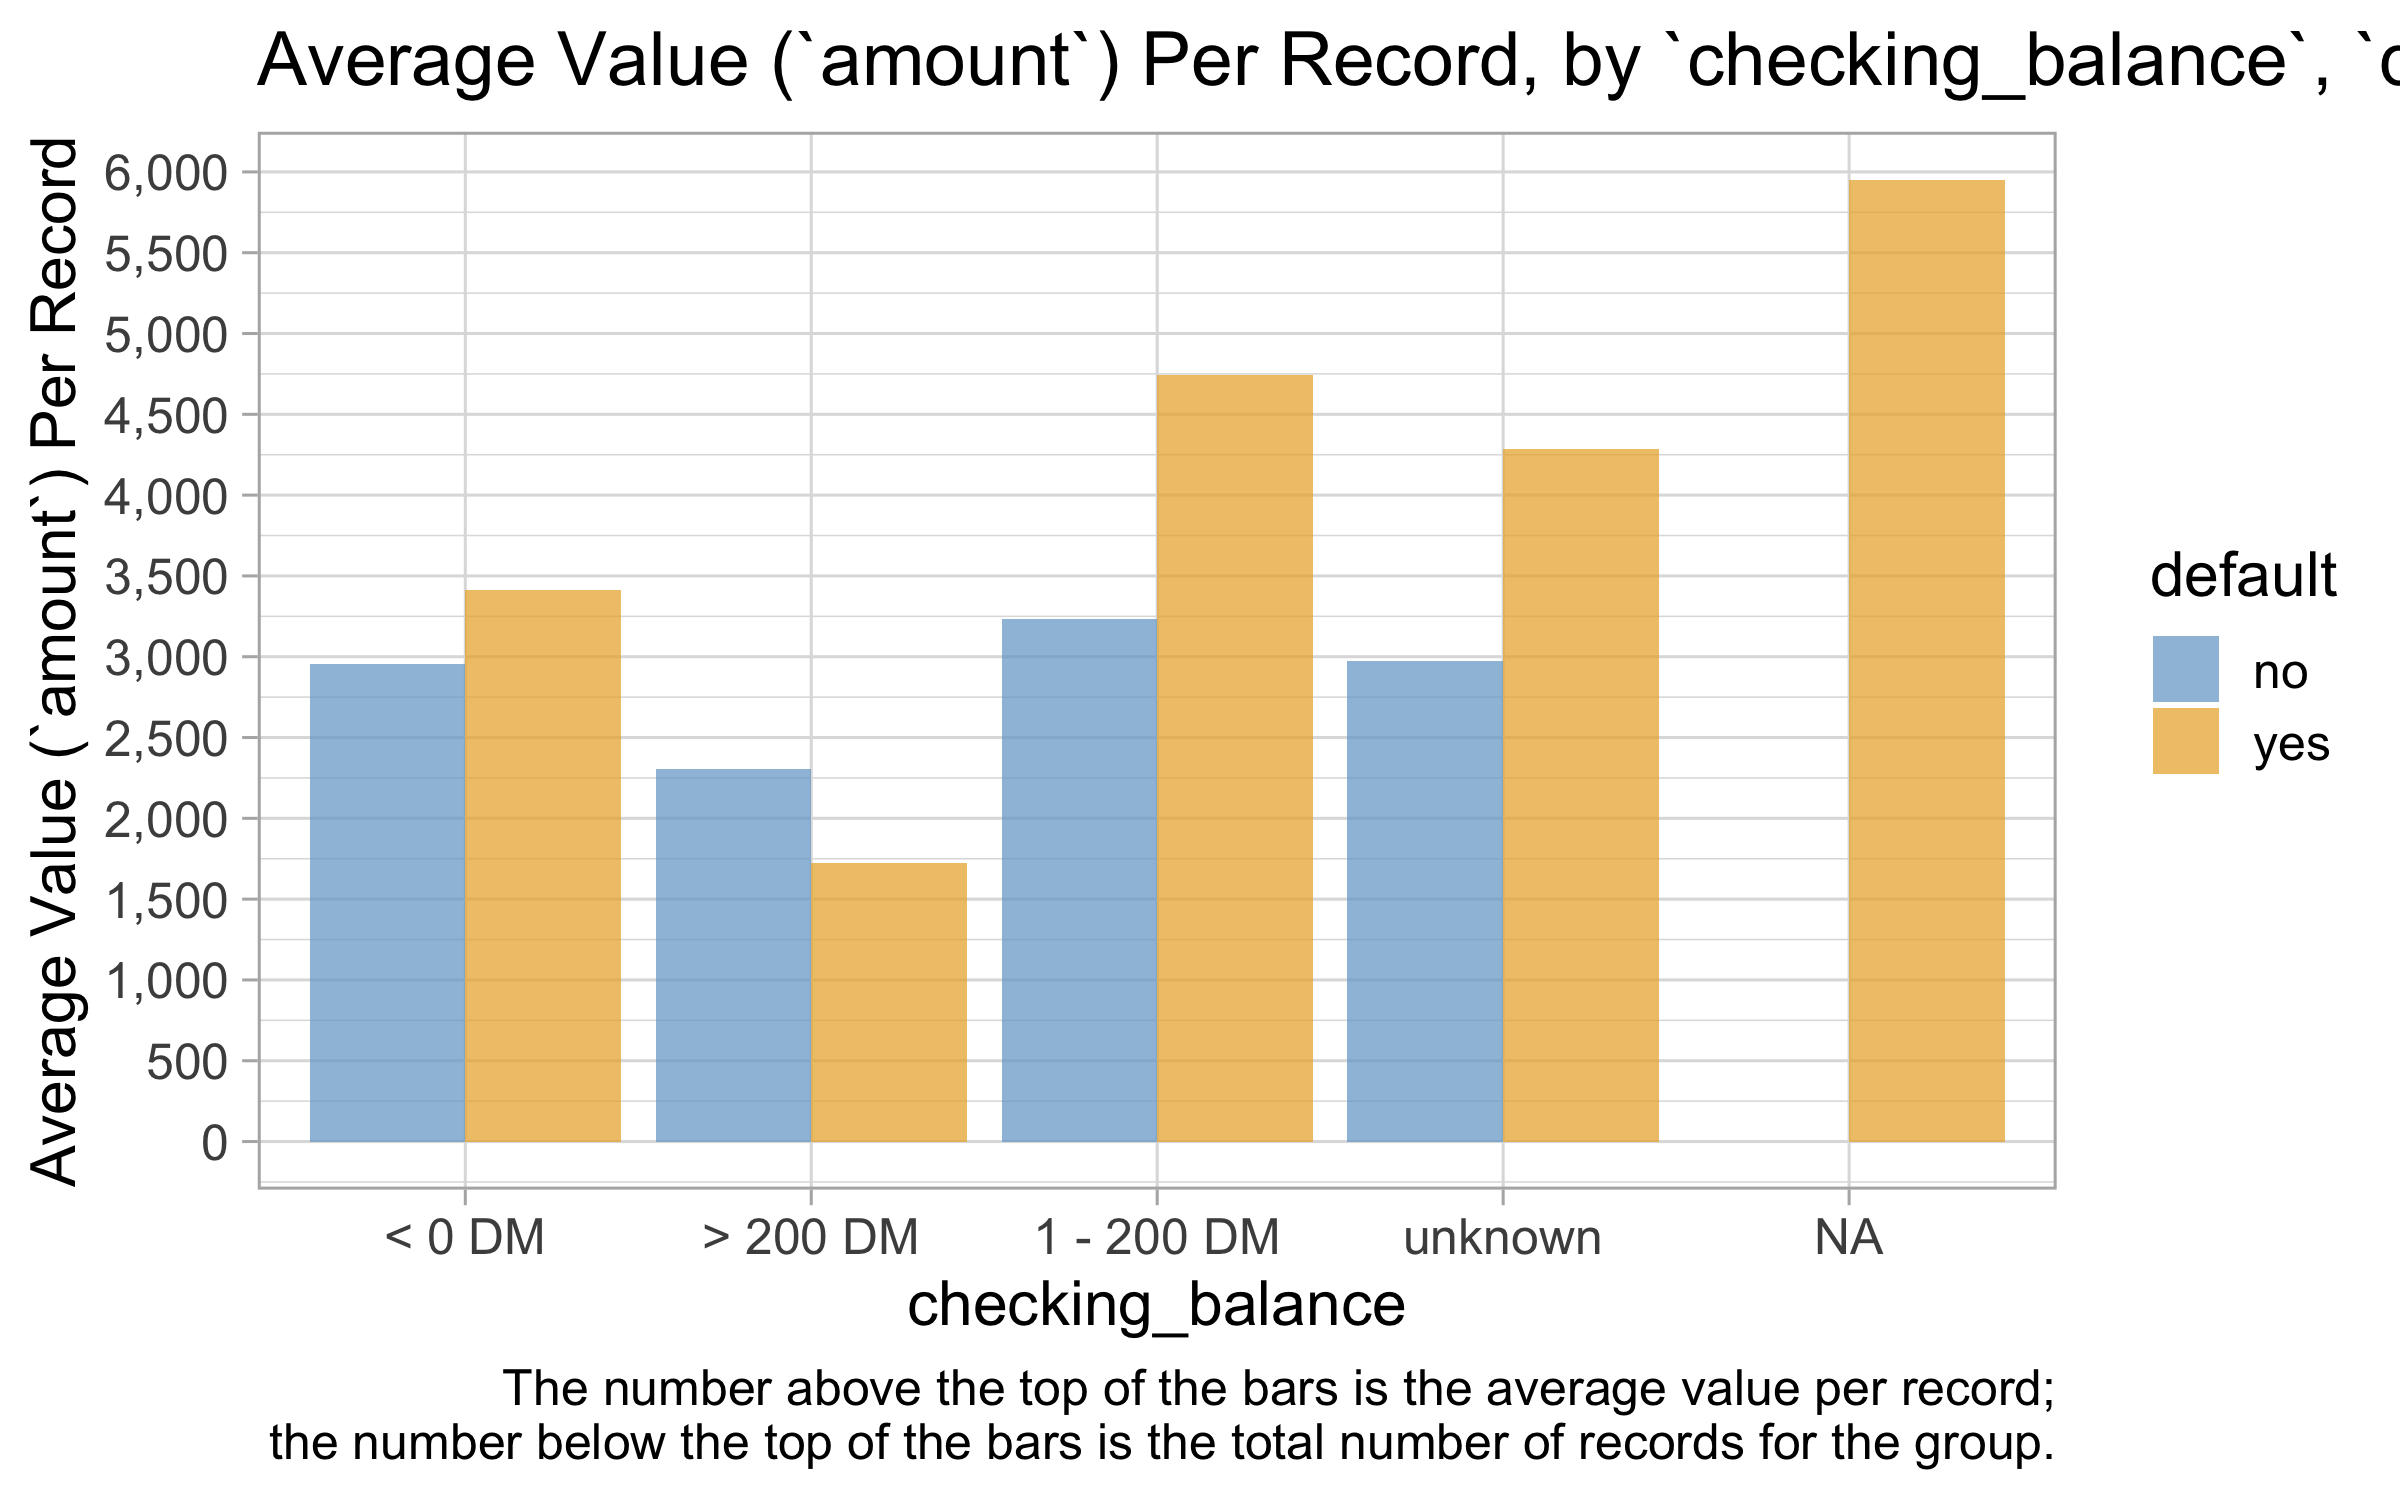 Average Value (`amount`) Per Record, by `checking_balance`, `
Average Value (`amount`) Per Record
6,000
5,500
5,000
4,500
4,000
3,500
3,000
2,500
2,000
1,500
1,000
500
0
< 0 DM
> 200 DM
1 - 200 DM
unknown
NA
checking_balance
default
no
yes
The number above the top of the bars is the average value per record;
the number below the top of the bars is the total number of records for the group.